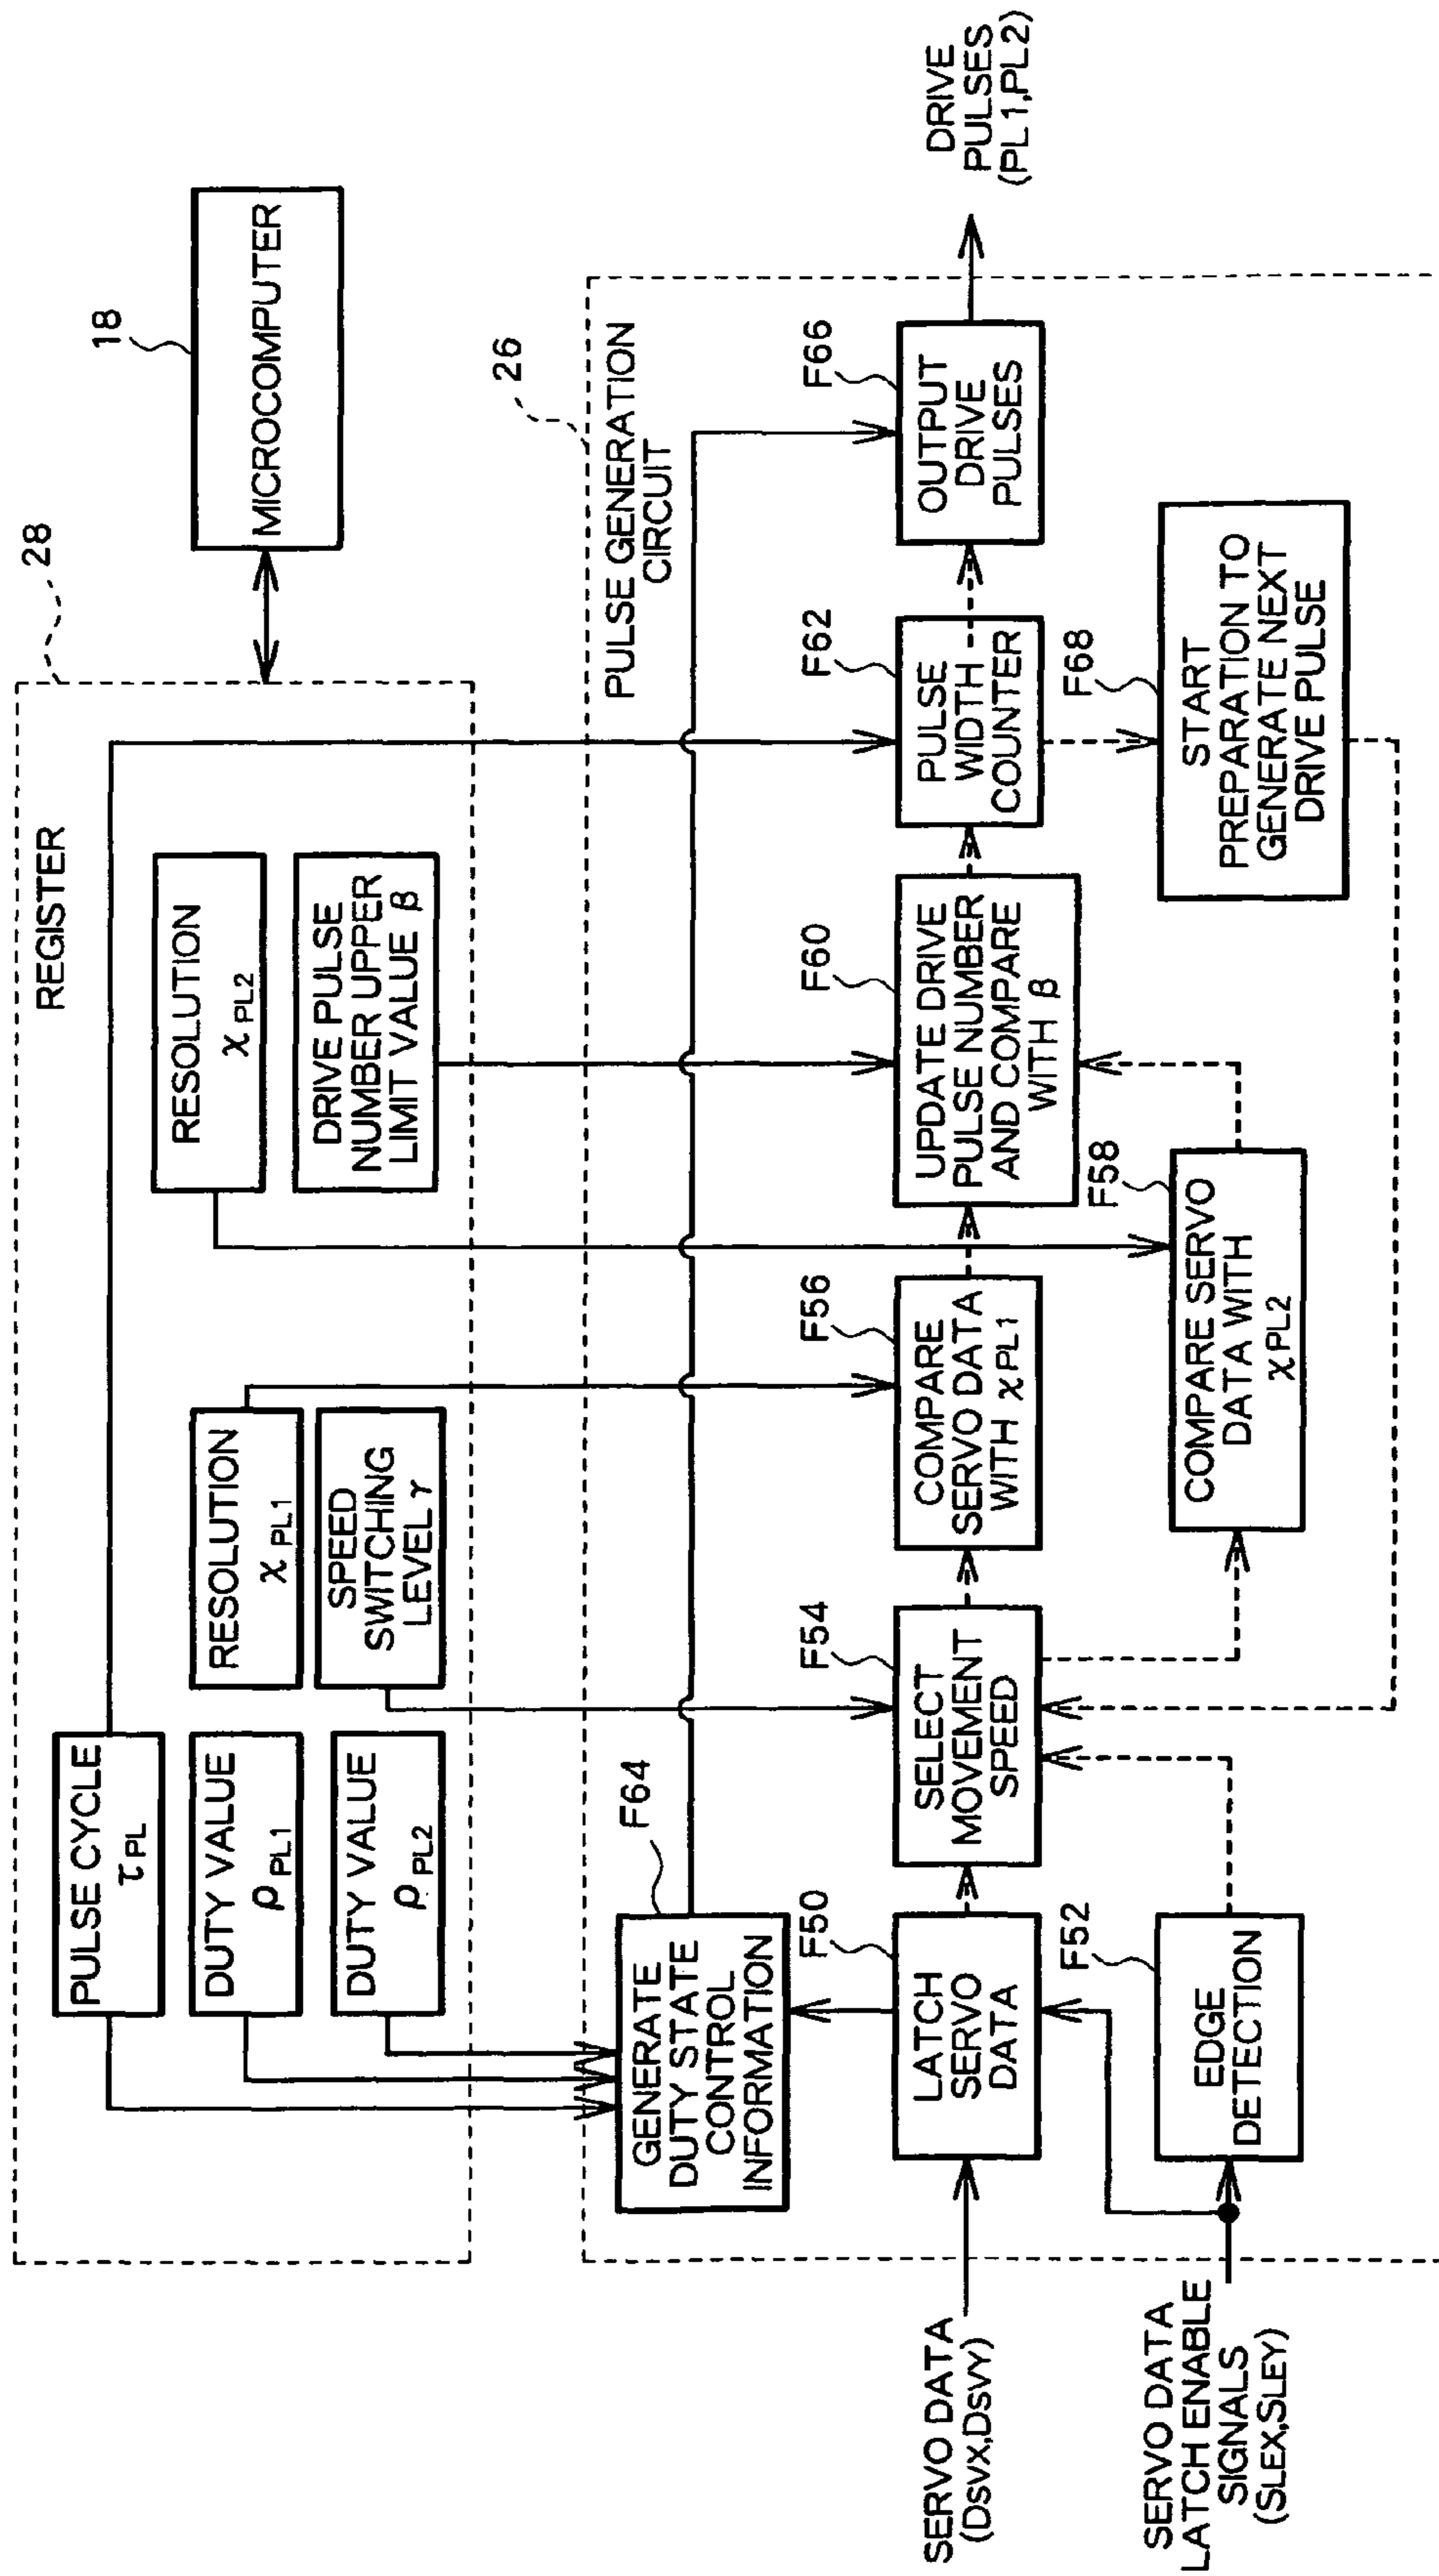 28
REGISTER
PULSE CYCLE
τPL
DUTY VALUE
ρPL1
DUTY VALUE
ρPL2
RESOLUTION
χPL1
SPEED
SWITCHING
LEVEL γ
RESOLUTION
χPL2
DRIVE PULSE
NUMBER UPPER
LIMIT VALUE β
18
MICROCOMPUTER
26
PULSE GENERATION
CIRCUIT
F64
GENERATE
DUTY STATE
CONTROL
INFORMATION
SERVO DATA
(DSVX,DSVY)
F50
LATCH
SERVO
DATA
F54
SELECT
MOVEMENT
SPEED
F56
COMPARE
SERVO DATA
WITH χPL1
F60
UPDATE DRIVE
PULSE NUMBER
AND COMPARE
WITH β
F62
PULSE
WIDTH
COUNTER
F66
OUTPUT
DRIVE
PULSES
DRIVE
PULSES
(PL1,PL2)
SERVO DATA
LATCH ENABLE
SIGNALS
(SLEX,SLEY)
F52
EDGE
DETECTION
F58
COMPARE SERVO
DATA WITH
χPL2
F68
START
PREPARATION TO
GENERATE NEXT
DRIVE PULSE